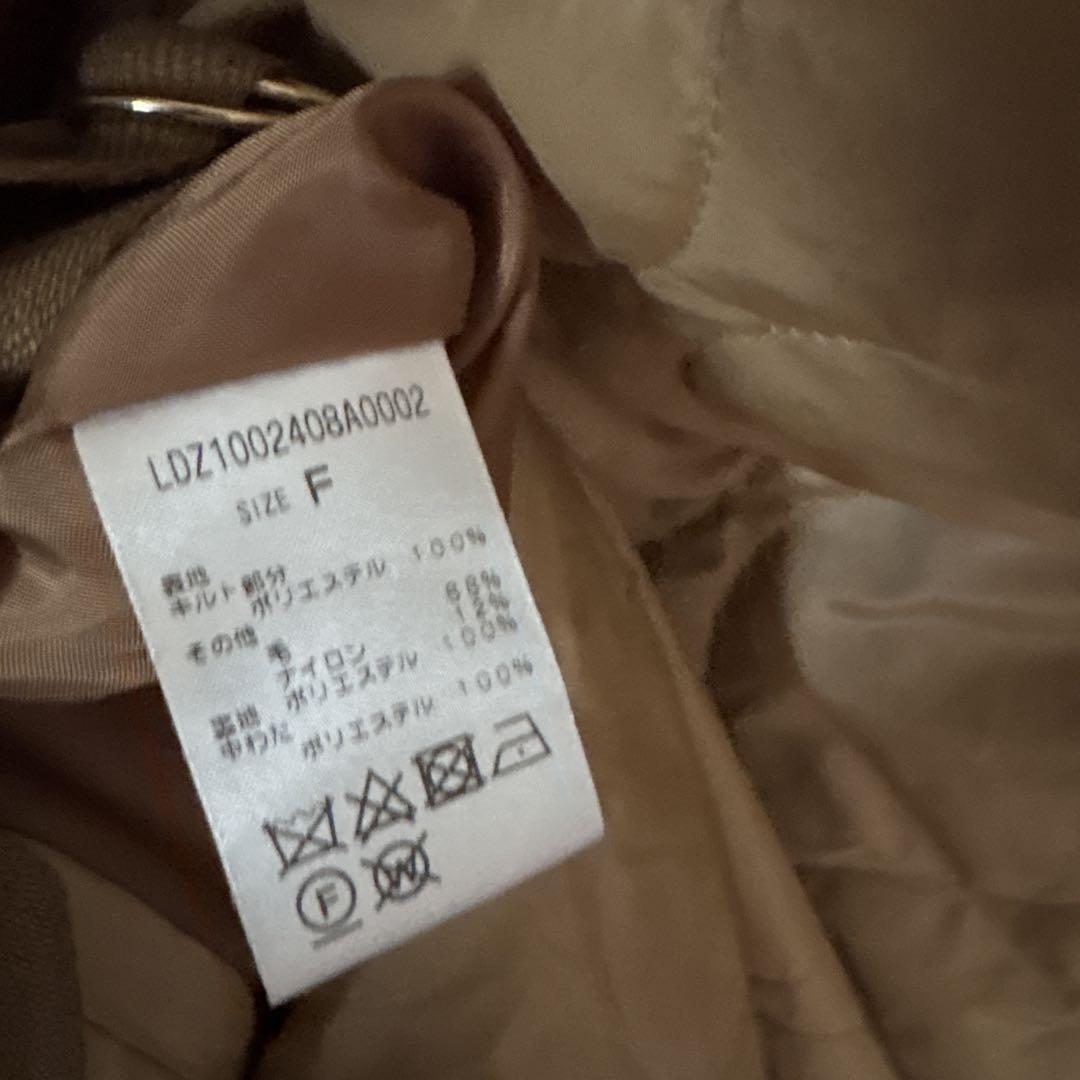 LDZ1002408A0002
SIZE F
表地
キルト部分
ポリエステル 100%
その他
毛 88%
ナイロン 12%
裏地 ポリエステル 100%
中わた ポリエステル 100%
F
W